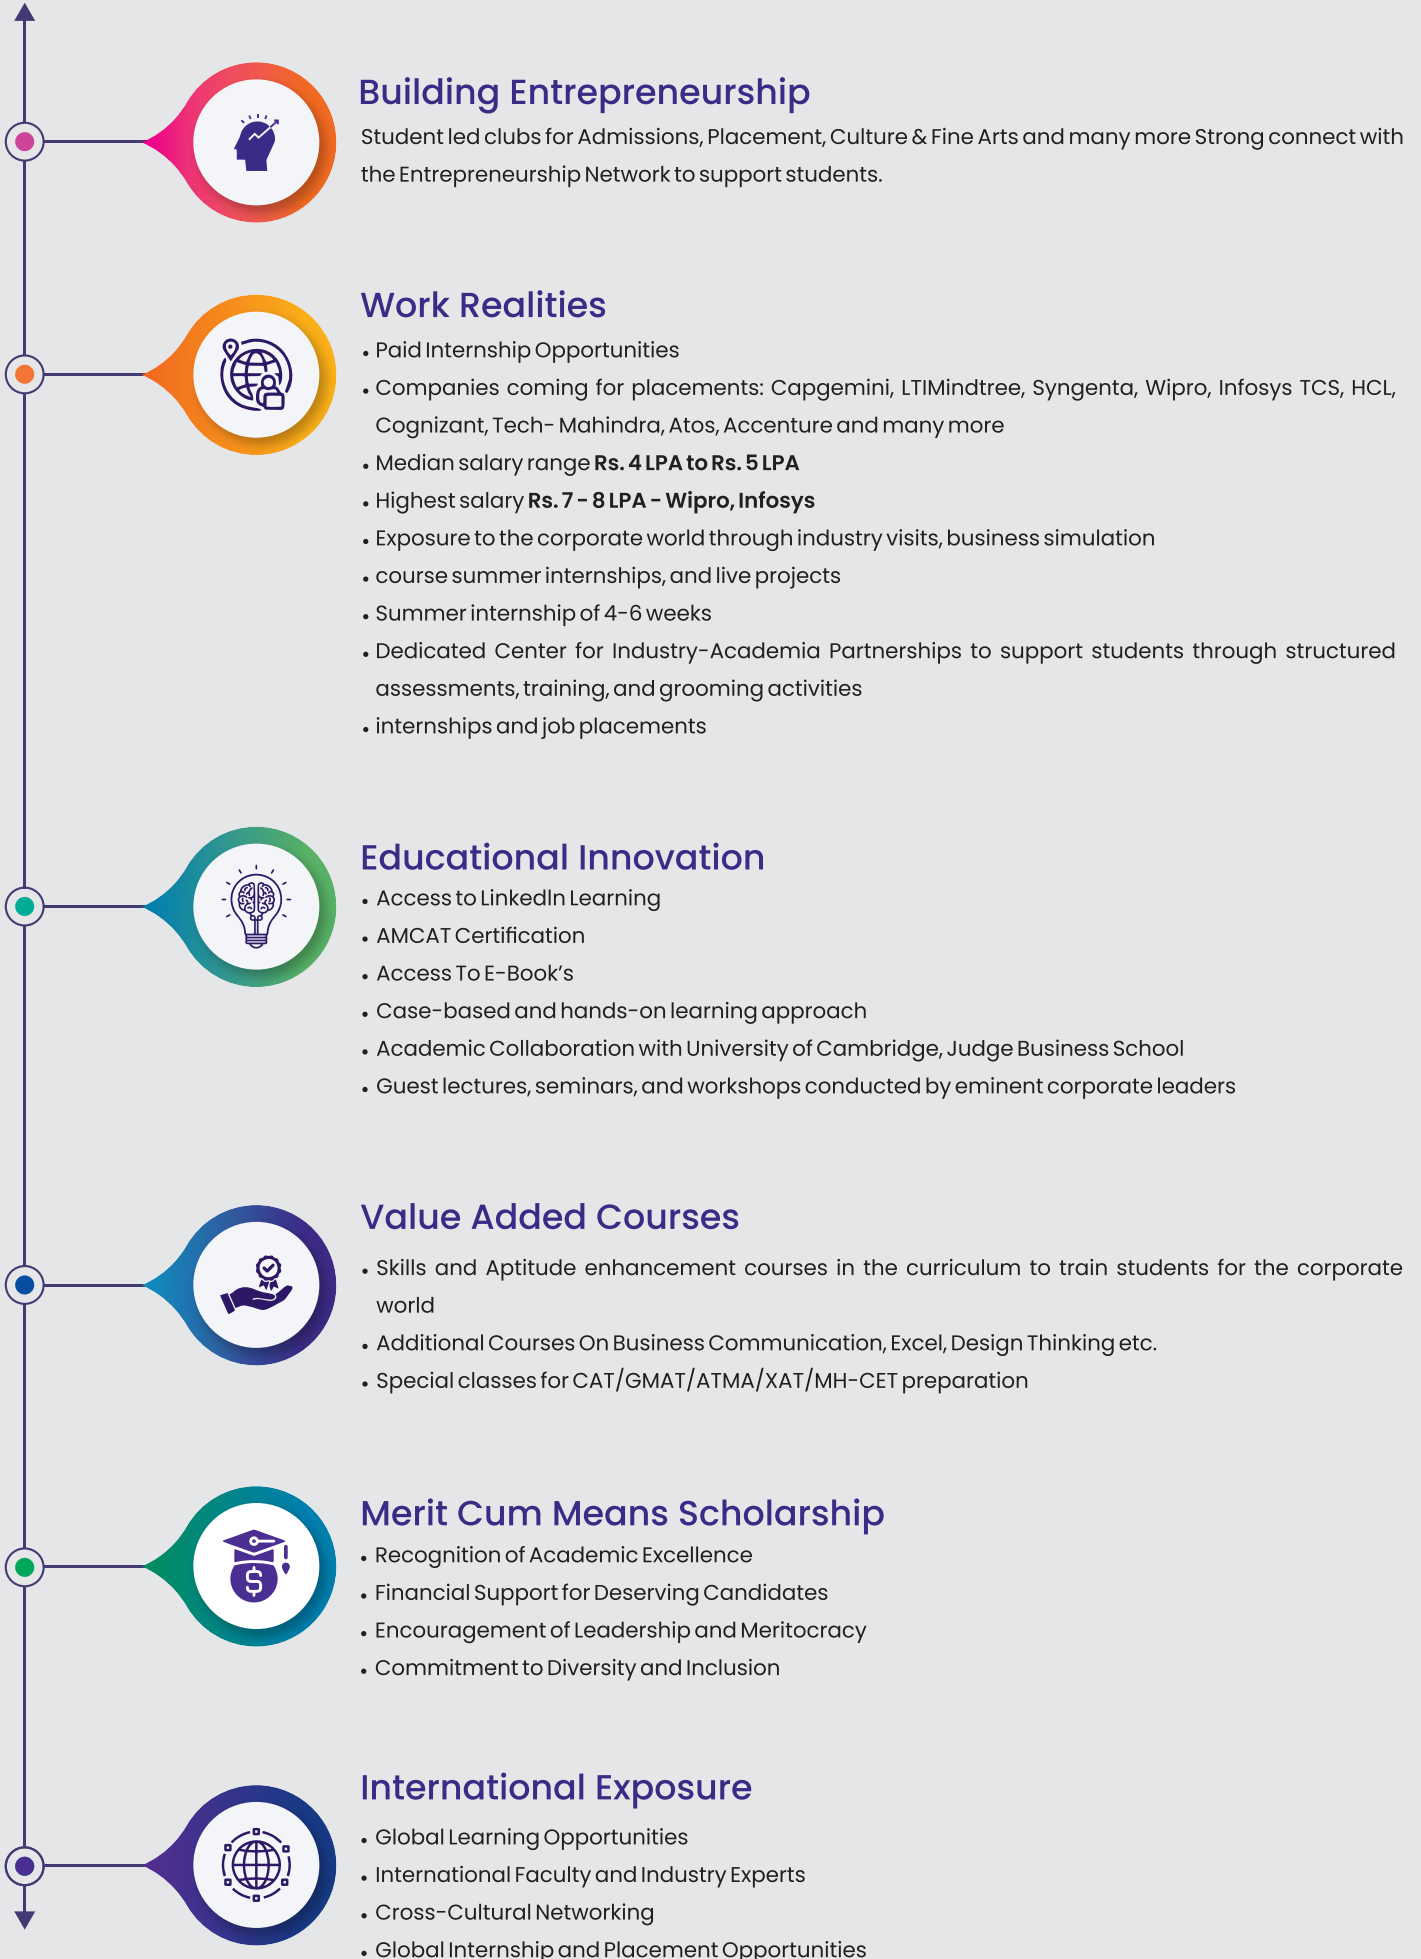 Building Entrepreneurship
Student led clubs for Admissions, Placement, Culture & Fine Arts and many more Strong connect with
the Entrepreneurship Network to support students.
Work Realities
• Paid Internship Opportunities
• Companies coming for placements: Capgemini, LTIMindtree, Syngenta, Wipro, Infosys TCS, HCL,
Cognizant, Tech- Mahindra, Atos, Accenture and many more
• Median salary range Rs. 4 LPA to Rs. 5 LPA
• Highest salary Rs. 7 - 8 LPA - Wipro, Infosys
• Exposure to the corporate world through industry visits, business simulation
• course summer internships, and live projects
• Summer internship of 4-6 weeks
• Dedicated Center for Industry-Academia Partnerships to support students through structured
assessments, training, and grooming activities
• internships and job placements
Educational Innovation
• Access to LinkedIn Learning
• AMCAT Certification
• Access To E-Book’s
• Case-based and hands-on learning approach
• Academic Collaboration with University of Cambridge, Judge Business School
• Guest lectures, seminars, and workshops conducted by eminent corporate leaders
Value Added Courses
• Skills and Aptitude enhancement courses in the curriculum to train students for the corporate
world
• Additional Courses On Business Communication, Excel, Design Thinking etc.
• Special classes for CAT/GMAT/ATMA/XAT/MH-CET preparation
Merit Cum Means Scholarship
• Recognition of Academic Excellence
• Financial Support for Deserving Candidates
• Encouragement of Leadership and Meritocracy
• Commitment to Diversity and Inclusion
International Exposure
• Global Learning Opportunities
• International Faculty and Industry Experts
• Cross-Cultural Networking
• Global Internship and Placement Opportunities